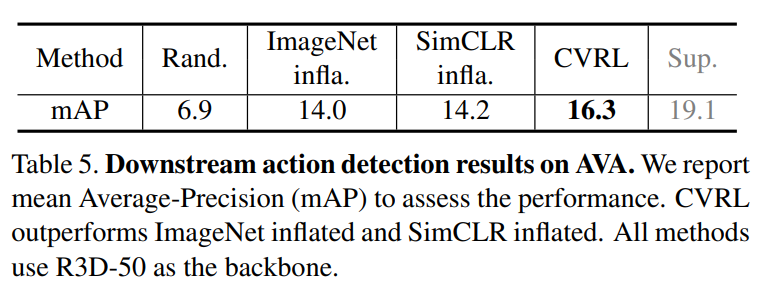 Method Rand. ImageNet infla. SimCLR infla. CVRL Sup.
mAP 6.9 14.0 14.2 16.3 19.1
Table 5. Downstream action detection results on AVA. We report
mean Average-Precision (mAP) to assess the performance. CVRL
outperforms ImageNet inflated and SimCLR inflated. All methods
use R3D-50 as the backbone.